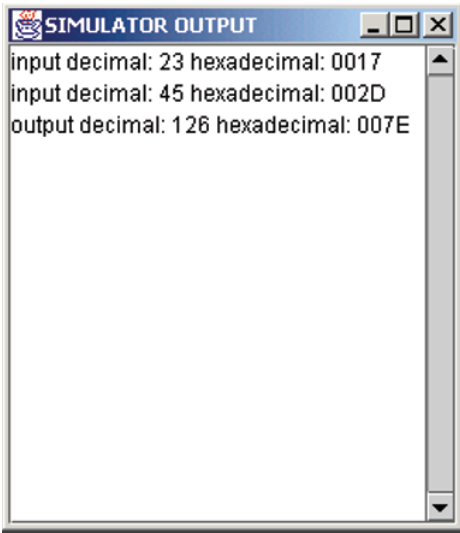 SIMULATOR OUTPUT
input decimal: 23 hexadecimal: 0017
input decimal: 45 hexadecimal: 002D
output decimal: 126 hexadecimal: 007E